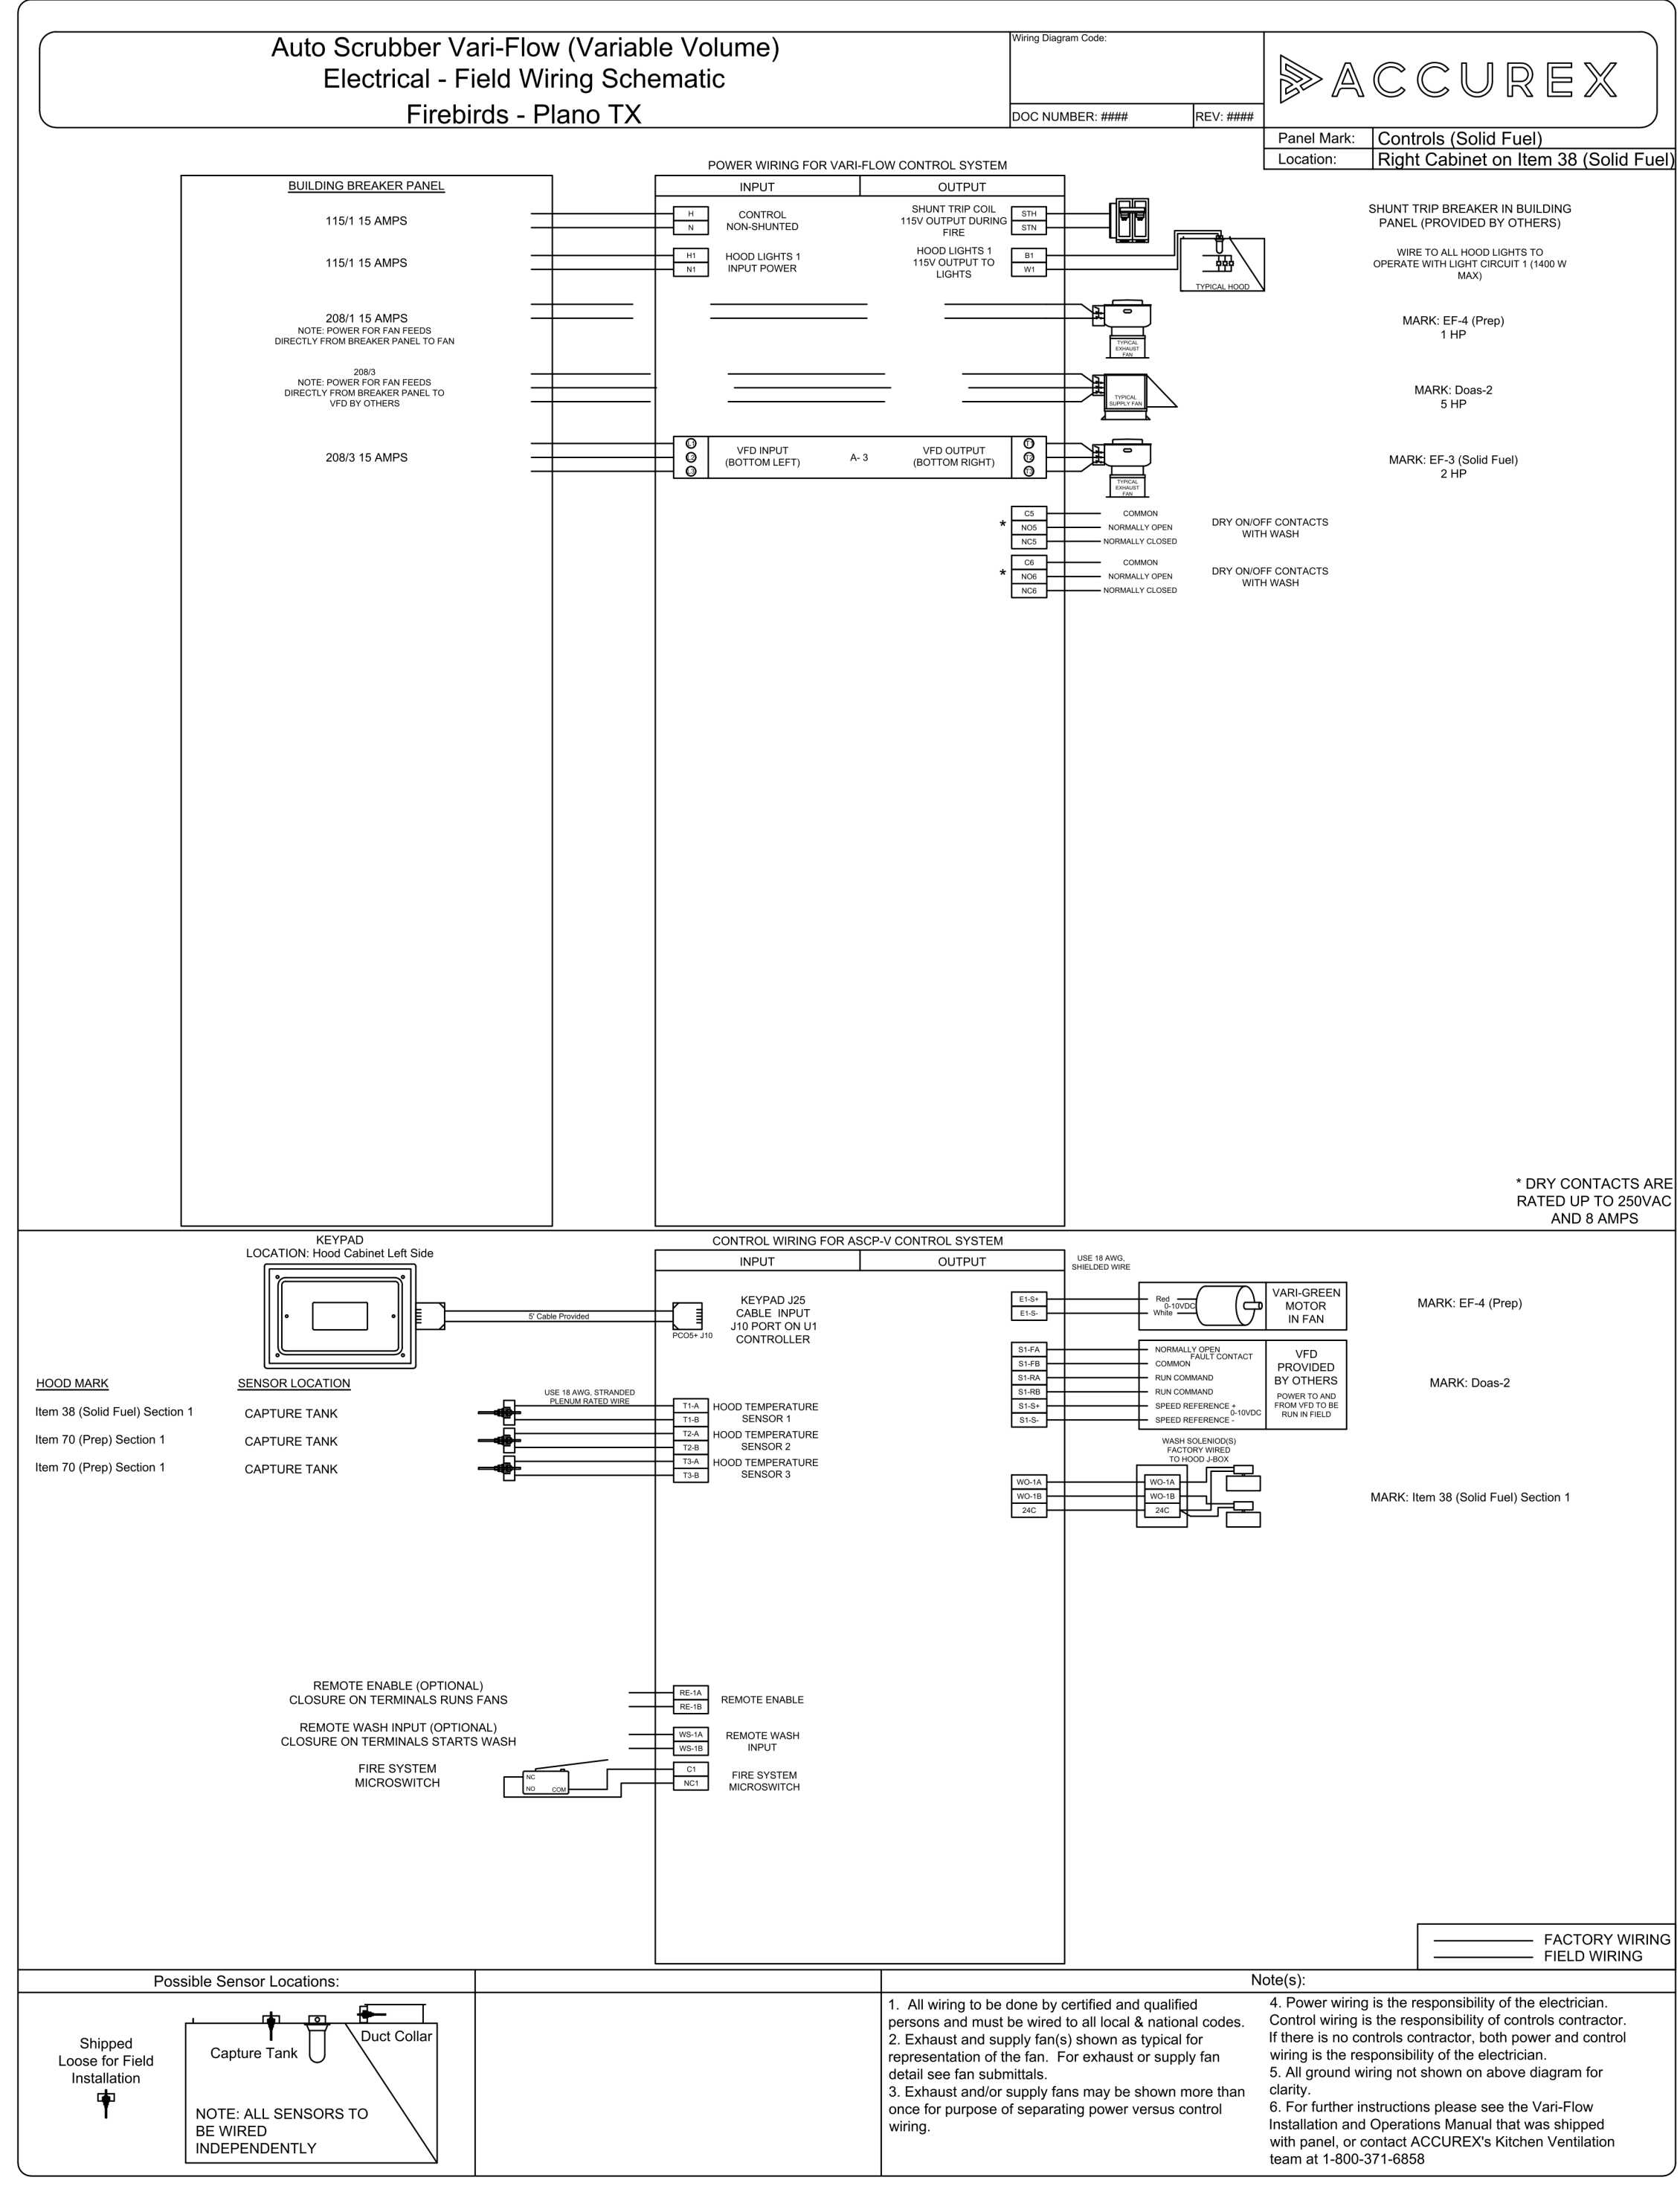 Auto Scrubber Vari-Flow (Variable Volume)
Electrical - Field Wiring Schematic
Firebirds - Plano TX
Wiring Diagram Code:
DOC NUMBER: ####
REV: ####
ACCUREX
Panel Mark:
Controls (Solid Fuel)
Location:
Right Cabinet on Item 38 (Solid Fuel)
POWER WIRING FOR VARI-FLOW CONTROL SYSTEM
BUILDING BREAKER PANEL
INPUT
OUTPUT
115/1 15 AMPS
H
N
CONTROL
NON-SHUNTED
SHUNT TRIP COIL
115V OUTPUT DURING
FIRE
STH
STN
SHUNT TRIP BREAKER IN BUILDING
PANEL (PROVIDED BY OTHERS)
115/1 15 AMPS
H1
N1
HOOD LIGHTS 1
INPUT POWER
HOOD LIGHTS 1
115V OUTPUT TO
LIGHTS
B1
W1
TYPICAL HOOD
WIRE TO ALL HOOD LIGHTS TO
OPERATE WITH LIGHT CIRCUIT 1 (1400 W
MAX)
208/1 15 AMPS
NOTE: POWER FOR FAN FEEDS
DIRECTLY FROM BREAKER PANEL TO FAN
TYPICAL
EXHAUST
FAN
MARK: EF-4 (Prep)
1 HP
208/3
NOTE: POWER FOR FAN FEEDS
DIRECTLY FROM BREAKER PANEL TO
VFD BY OTHERS
TYPICAL
SUPPLY FAN
MARK: Doas-2
5 HP
208/3 15 AMPS
L1
L2
L3
VFD INPUT
(BOTTOM LEFT)
A- 3
VFD OUTPUT
(BOTTOM RIGHT)
T1
T2
T3
TYPICAL
EXHAUST
FAN
MARK: EF-3 (Solid Fuel)
2 HP
*
C5
NO5
NC5
COMMON
NORMALLY OPEN
NORMALLY CLOSED
DRY ON/OFF CONTACTS
WITH WASH
*
C6
NO6
NC6
COMMON
NORMALLY OPEN
NORMALLY CLOSED
DRY ON/OFF CONTACTS
WITH WASH
* DRY CONTACTS ARE
RATED UP TO 250VAC
AND 8 AMPS
KEYPAD
LOCATION: Hood Cabinet Left Side
CONTROL WIRING FOR ASCP-V CONTROL SYSTEM
INPUT
OUTPUT
5' Cable Provided
PCO5+ J10
KEYPAD J25
CABLE INPUT
J10 PORT ON U1
CONTROLLER
USE 18 AWG,
SHIELDED WIRE
E1-S+
E1-S-
Red
0-10VDC
White
VARI-GREEN
MOTOR
IN FAN
MARK: EF-4 (Prep)
S1-FA
S1-FB
S1-RA
S1-RB
S1-S+
S1-S-
NORMALLY OPEN
FAULT CONTACT
COMMON
RUN COMMAND
RUN COMMAND
SPEED REFERENCE +
0-10VDC
SPEED REFERENCE -
VFD
PROVIDED
BY OTHERS
POWER TO AND
FROM VFD TO BE
RUN IN FIELD
MARK: Doas-2
HOOD MARK
SENSOR LOCATION
USE 18 AWG, STRANDED
PLENUM RATED WIRE
Item 38 (Solid Fuel) Section 1
CAPTURE TANK
T1-A
T1-B
HOOD TEMPERATURE
SENSOR 1
Item 70 (Prep) Section 1
CAPTURE TANK
T2-A
T2-B
HOOD TEMPERATURE
SENSOR 2
Item 70 (Prep) Section 1
CAPTURE TANK
T3-A
T3-B
HOOD TEMPERATURE
SENSOR 3
WASH SOLENIOD(S)
FACTORY WIRED
TO HOOD J-BOX
WO-1A
WO-1B
24C
WO-1A
WO-1B
24C
MARK: Item 38 (Solid Fuel) Section 1
REMOTE ENABLE (OPTIONAL)
CLOSURE ON TERMINALS RUNS FANS
RE-1A
RE-1B
REMOTE ENABLE
REMOTE WASH INPUT (OPTIONAL)
CLOSURE ON TERMINALS STARTS WASH
WS-1A
WS-1B
REMOTE WASH
INPUT
FIRE SYSTEM
MICROSWITCH
NC
NO
COM
C1
NC1
FIRE SYSTEM
MICROSWITCH
FACTORY WIRING
FIELD WIRING
Possible Sensor Locations:
Shipped
Loose for Field
Installation
Capture Tank
Duct Collar
NOTE: ALL SENSORS TO
BE WIRED
INDEPENDENTLY
Note(s):
1. All wiring to be done by certified and qualified
persons and must be wired to all local & national codes.
2. Exhaust and supply fan(s) shown as typical for
representation of the fan. For exhaust or supply fan
detail see fan submittals.
3. Exhaust and/or supply fans may be shown more than
once for purpose of separating power versus control
wiring.
4. Power wiring is the responsibility of the electrician.
Control wiring is the responsibility of controls contractor.
If there is no controls contractor, both power and control
wiring is the responsibility of the electrician.
5. All ground wiring not shown on above diagram for
clarity.
6. For further instructions please see the Vari-Flow
Installation and Operations Manual that was shipped
with panel, or contact ACCUREX's Kitchen Ventilation
team at 1-800-371-6858